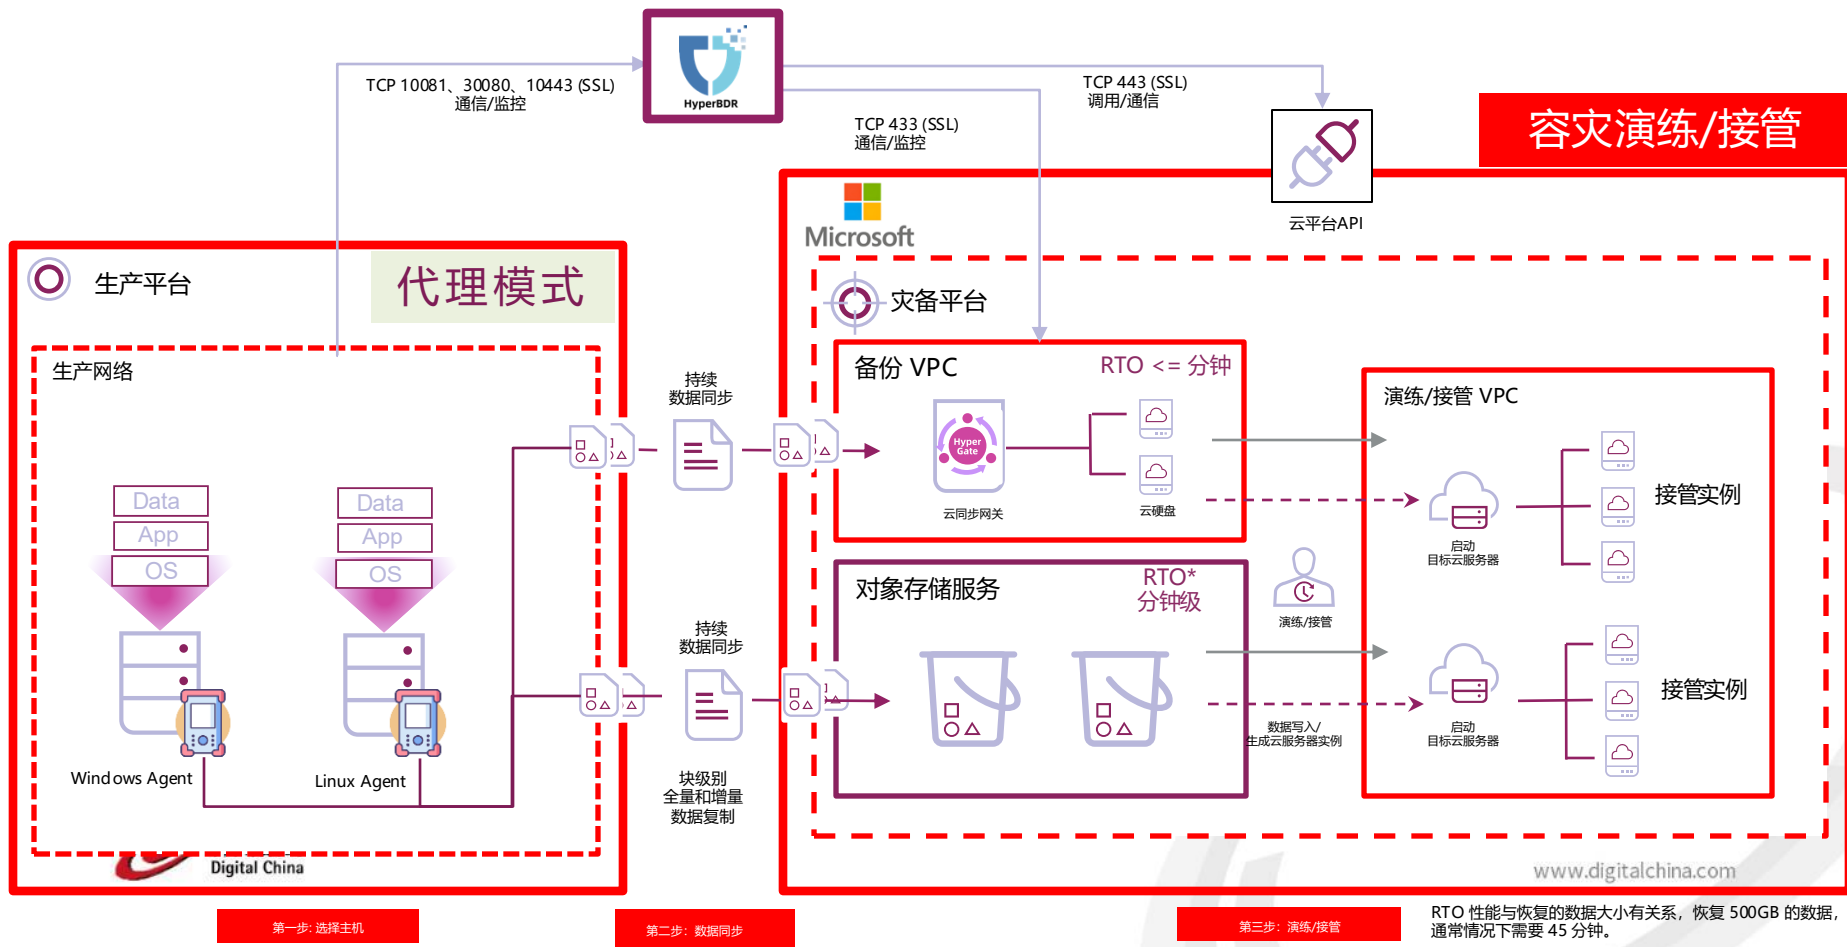 HyperBDR
TCP 10081、30080、10443 (SSL)
通信/监控
TCP 443 (SSL)
调用/通信
TCP 433 (SSL)
通信/监控
容灾演练/接管
云平台API
Microsoft
生产平台
代理模式
生产网络
Data
App
OS
Data
App
OS
Windows Agent
Linux Agent
Digital China
持续
数据同步
持续
数据同步
块级别
全量和增量
数据复制
灾备平台
备份 VPC
RTO <= 分钟
Hyper
Gate
云同步网关
云硬盘
对象存储服务
RTO*
分钟级
演练/接管
数据写入/
生成云服务器实例
演练/接管 VPC
启动
目标云服务器
接管实例
启动
目标云服务器
接管实例
www.digitalchina.com
第一步: 选择主机
第二步：数据同步
第三步：演练/接管
RTO 性能与恢复的数据大小有关系，恢复 500GB 的数据，
通常情况下需要 45 分钟。